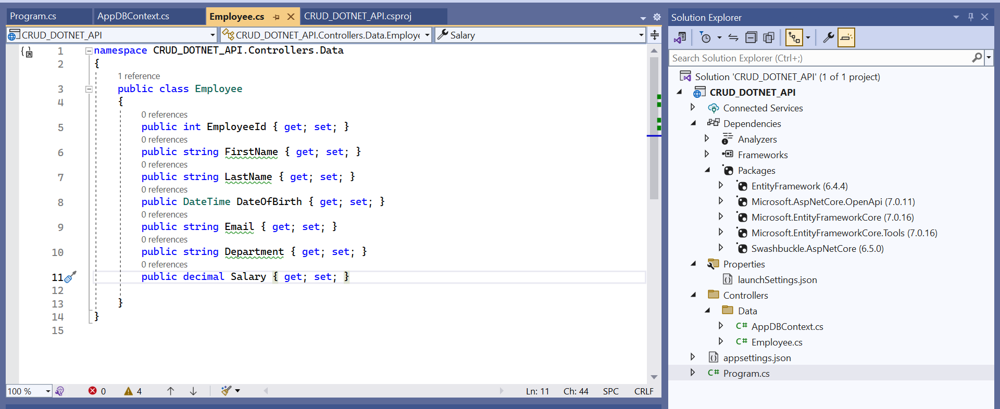 Program.cs
AppDBContext.cs
Employee.cs
CRUD_DOTNET_API.csproj
CRUD_DOTNET_API
CRUD_DOTNET_API.Controllers.Data.Employe
Salary
1 namespace CRUD_DOTNET_API.Controllers.Data
2 {
1 reference
3 public class Employee
4 {
0 references
5 public int EmployeeId { get; set; }
0 references
6 public string FirstName { get; set; }
0 references
7 public string LastName { get; set; }
0 references
8 public DateTime DateOfBirth { get; set; }
0 references
9 public string Email { get; set; }
0 references
10 public string Department { get; set; }
0 references
11 public decimal Salary { get; set; }
12
13 }
14 }
15
100 %
0
4
Ln: 11
Ch: 44
SPC
CRLF
Solution Explorer
Search Solution Explorer (Ctrl+;)
Solution 'CRUD_DOTNET_API' (1 of 1 project)
CRUD_DOTNET_API
Connected Services
Dependencies
Analyzers
Frameworks
Packages
EntityFramework (6.4.4)
Microsoft.AspNetCore.OpenApi (7.0.11)
Microsoft.EntityFrameworkCore (7.0.16)
Microsoft.EntityFrameworkCore.Tools (7.0.16)
Swashbuckle.AspNetCore (6.5.0)
Properties
launchSettings.json
Controllers
Data
C# AppDBContext.cs
C# Employee.cs
appsettings.json
C# Program.cs